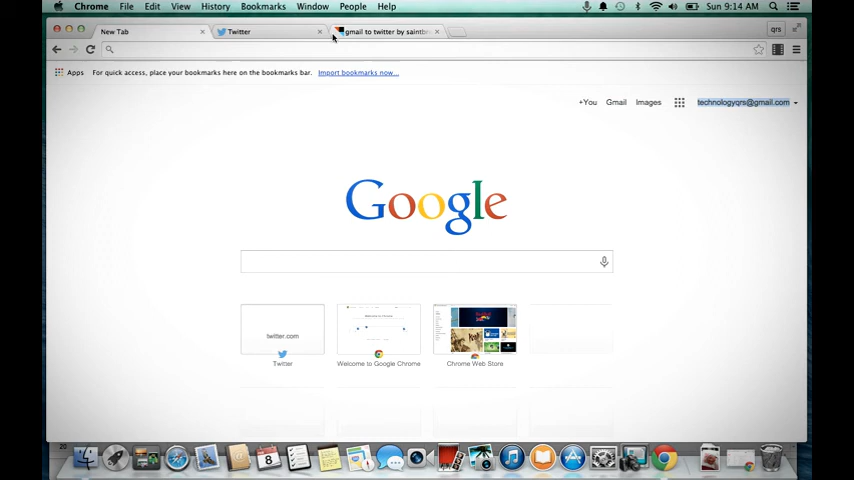 Chrome File Edit View History Bookmarks Window People Help Sun 9:14 AM
New Tab Twitter gmail to twitter by saintbr qrs
Apps For quick access, place your bookmarks here on the bookmarks bar. Import bookmarks now...
+You Gmail Images technologyqrs@gmail.com
Google
twitter.com
Twitter Welcome to Google Chrome Chrome Web Store
20
8